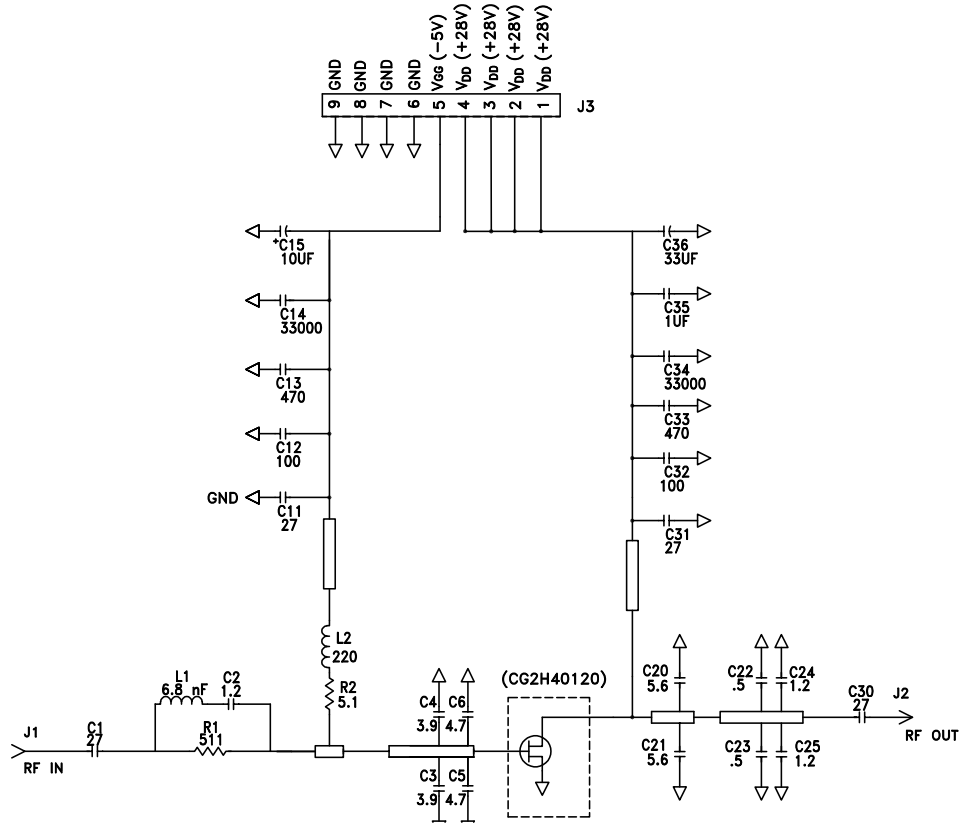 GND
GND
GND
GND
VGG (-5V)
VDD (+28V)
VDD (+28V)
VDD (+28V)
VDD (+28V)
9
8
7
6
5
4
3
2
1
J3
+C15
10UF
C36
33UF
C14
33000
C35
1UF
C13
470
C34
33000
C33
470
C12
100
C32
100
GND
C11
27
C31
27
L2
220
R2
5.1
L1
6.8 nF
C2
1.2
J1
C1
27
R1
511
RF IN
C4
3.9
C6
4.7
C3
3.9
C5
4.7
(CG2H40120)
C20
5.6
C22
.5
C24
1.2
C30
27
J2
C21
5.6
C23
.5
C25
1.2
RF OUT